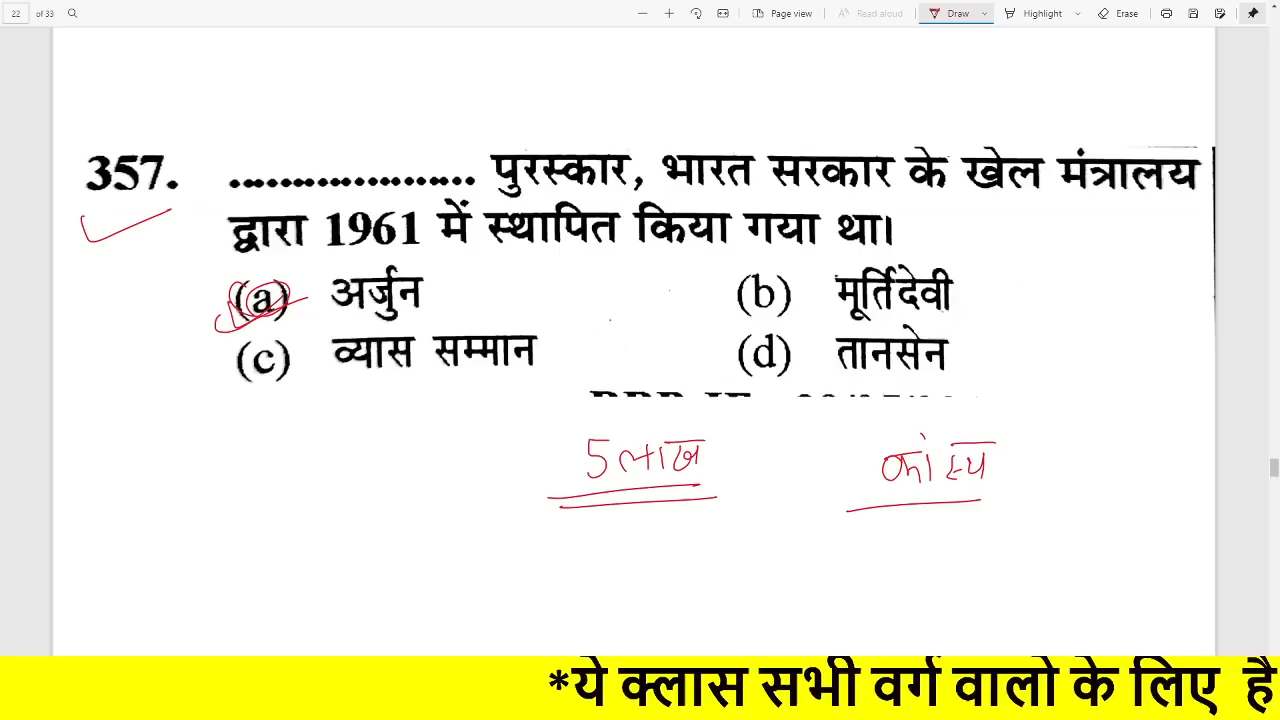 22 of 33 Page view Read aloud Draw Highlight Erase
357. ..................... पुरस्कार, भारत सरकार के खेल मंत्रालय
द्वारा 1961 में स्थापित किया गया था।
(a) अर्जुन (b) मूर्तिदेवी
(c) व्यास सम्मान (d) तानसेन
5 लाख कांस्य
*ये क्लास सभी वर्ग वालो के लिए है